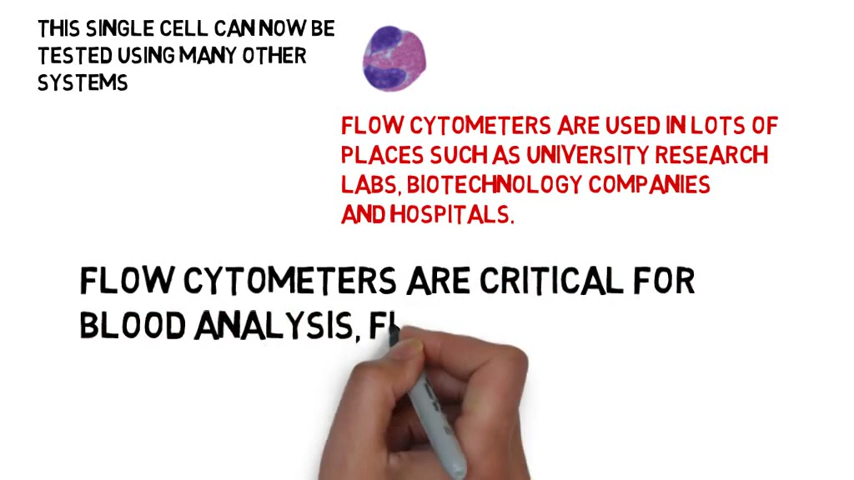 THIS SINGLE CELL CAN NOW BE
TESTED USING MANY OTHER
SYSTEMS
FLOW CYTOMETERS ARE USED IN LOTS OF
PLACES SUCH AS UNIVERSITY RESEARCH
LABS, BIOTECHNOLOGY COMPANIES
AND HOSPITALS.
FLOW CYTOMETERS ARE CRITICAL FOR
BLOOD ANALYSIS,